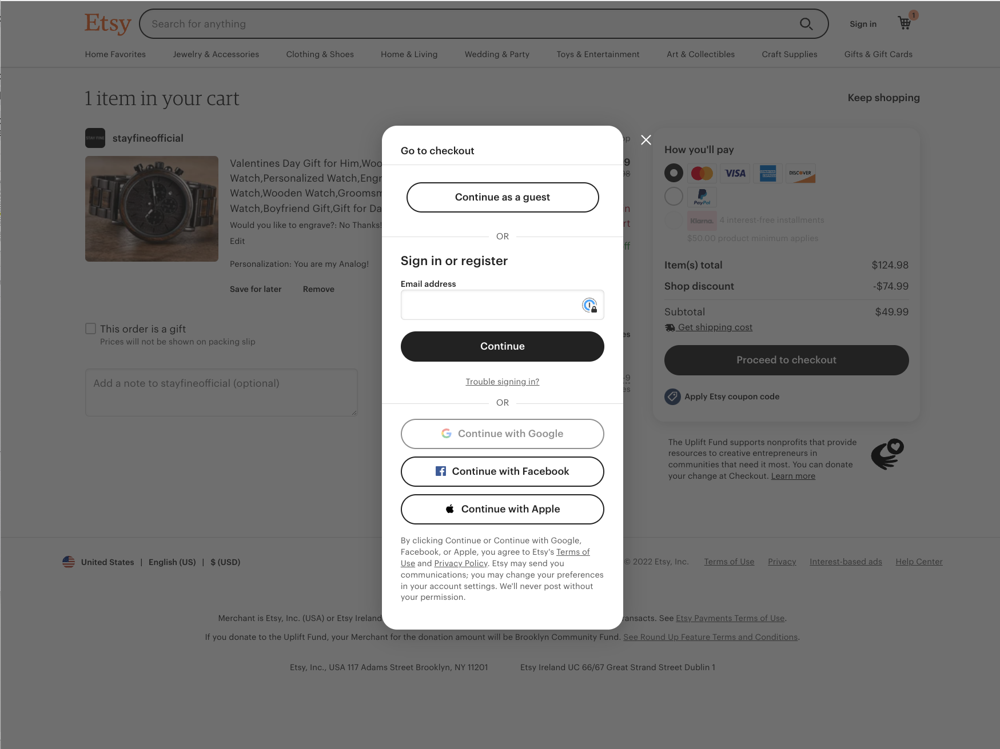 Etsy
Search for anything
Sign in
1
Home Favorites
Jewelry & Accessories
Clothing & Shoes
Home & Living
Wedding & Party
Toys & Entertainment
Art & Collectibles
Craft Supplies
Gifts & Gift Cards
1 item in your cart
Keep shopping
STAY FINE
stayfineofficial
Valentines Day Gift for Him,Woo
Watch,Personalized Watch,Engr
Watch,Wooden Watch,Groomsm
Watch,Boyfriend Gift,Gift for Da
Would you like to engrave?: No Thanks!
Edit
Personalization: You are my Analog!
Save for later
Remove
This order is a gift
Prices will not be shown on packing slip
Add a note to stayfineofficial (optional)
Go to checkout
Continue as a guest
OR
Sign in or register
Email address
Continue
Trouble signing in?
OR
Continue with Google
Continue with Facebook
Continue with Apple
By clicking Continue or Continue with Google,
Facebook, or Apple, you agree to Etsy's Terms of
Use and Privacy Policy. Etsy may send you
communications; you may change your preferences
in your account settings. We'll never post without
your permission.
How you'll pay
VISA
AMERICAN EXPRESS
DISCOVER
PayPal
Klarna. 4 interest-free installments
$50.00 product minimum applies
Item(s) total $124.98
Shop discount -$74.99
Subtotal $49.99
Get shipping cost
Proceed to checkout
Apply Etsy coupon code
The Uplift Fund supports nonprofits that provide
resources to creative entrepreneurs in
communities that need it most. You can donate
your change at Checkout. Learn more
United States | English (US) | $ (USD)
© 2022 Etsy, Inc.
Terms of Use
Privacy
Interest-based ads
Help Center
Merchant is Etsy, Inc. (USA) or Etsy Ireland
ansacts. See Etsy Payments Terms of Use.
If you donate to the Uplift Fund, your Merchant for the donation amount will be Brooklyn Community Fund. See Round Up Feature Terms and Conditions.
Etsy, Inc., USA 117 Adams Street Brooklyn, NY 11201
Etsy Ireland UC 66/67 Great Strand Street Dublin 1